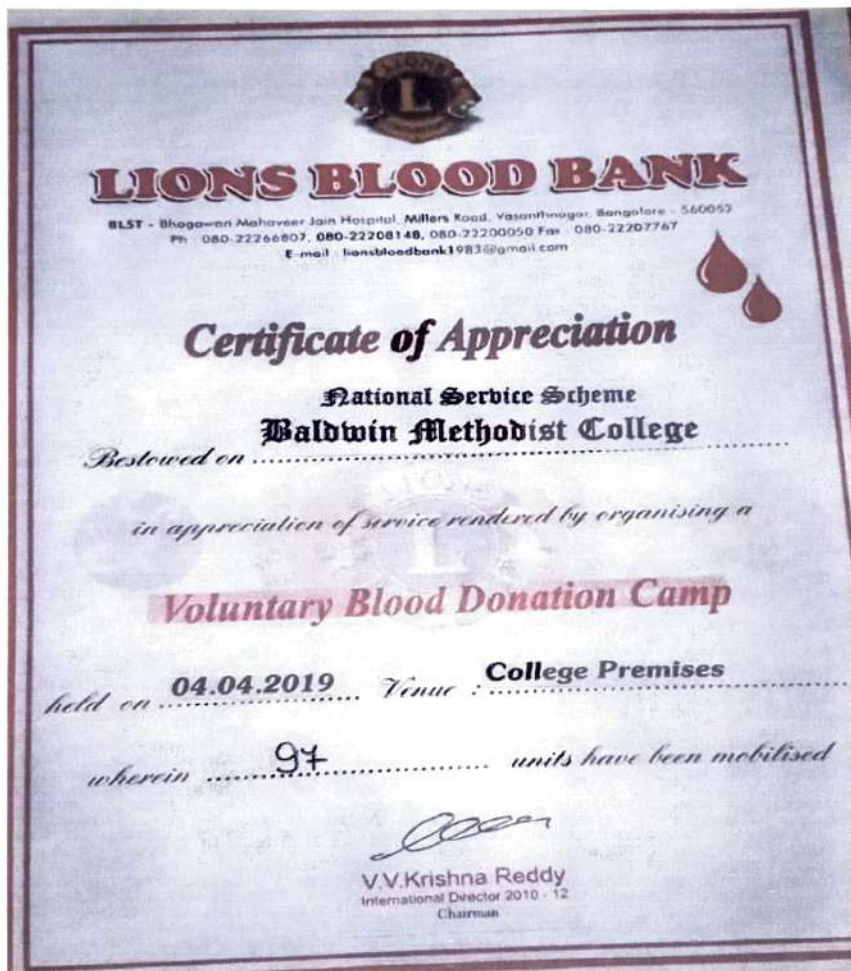 LIONS
L
LIONS BLOOD BANK
BLST - Bhagawan Mahaveer Jain Hospital, Millers Road, Vasanthnagar, Bangalore - 560052
Ph : 080-22266807, 080-22208148, 080-22200050 Fax : 080-22207767
E-mail : lionsbloodbank1983@gmail.com
Certificate of Appreciation
National Service Scheme
Baldwin Methodist College
Bestowed on
in appreciation of service rendered by organising a
LIONS
L
Voluntary Blood Donation Camp
held on 04.04.2019 Venue : College Premises
wherein 97 units have been mobilised
V.V.Krishna Reddy
International Director 2010 - 12
Chairman